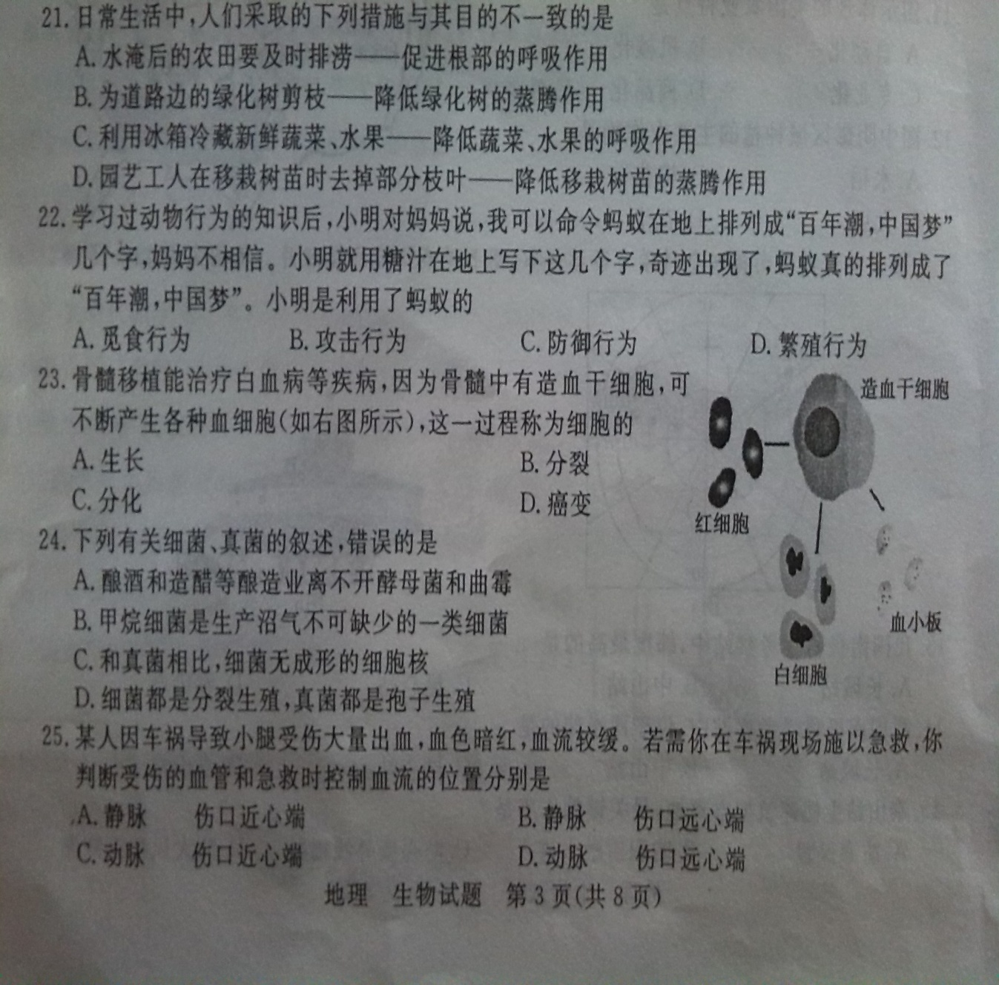 21. 日常生活中,人们采取的下列措施与其目的不一致的是
A. 水淹后的农田要及时排涝——促进根部的呼吸作用
B. 为道路边的绿化树剪枝——降低绿化树的蒸腾作用
C. 利用冰箱冷藏新鲜蔬菜、水果——降低蔬菜、水果的呼吸作用
D. 园艺工人在移栽树苗时去掉部分枝叶——降低移栽树苗的蒸腾作用
22. 学习过动物行为的知识后,小明对妈妈说,我可以命令蚂蚁在地上排列成“百年潮,中国梦”
几个字,妈妈不相信。小明就用糖汁在地上写下这几个字,奇迹出现了,蚂蚁真的排列成了
“百年潮,中国梦”。小明是利用了蚂蚁的
A. 觅食行为 B. 攻击行为 C. 防御行为 D. 繁殖行为
23. 骨髓移植能治疗白血病等疾病,因为骨髓中有造血干细胞,可
不断产生各种血细胞(如右图所示),这一过程称为细胞的
A. 生长 B. 分裂
C. 分化 D. 癌变
造血干细胞
红细胞
血小板
白细胞
24. 下列有关细菌、真菌的叙述,错误的是
A. 酿酒和造醋等酿造业离不开酵母菌和曲霉
B. 甲烷细菌是生产沼气不可缺少的一类细菌
C. 和真菌相比,细菌无成形的细胞核
D. 细菌都是分裂生殖,真菌都是孢子生殖
25. 某人因车祸导致小腿受伤大量出血,血色暗红,血流较缓。若需你在车祸现场施以急救,你
判断受伤的血管和急救时控制血流的位置分别是
A. 静脉 伤口近心端 B. 静脉 伤口远心端
C. 动脉 伤口近心端 D. 动脉 伤口远心端
地理 生物试题 第3页(共8页)